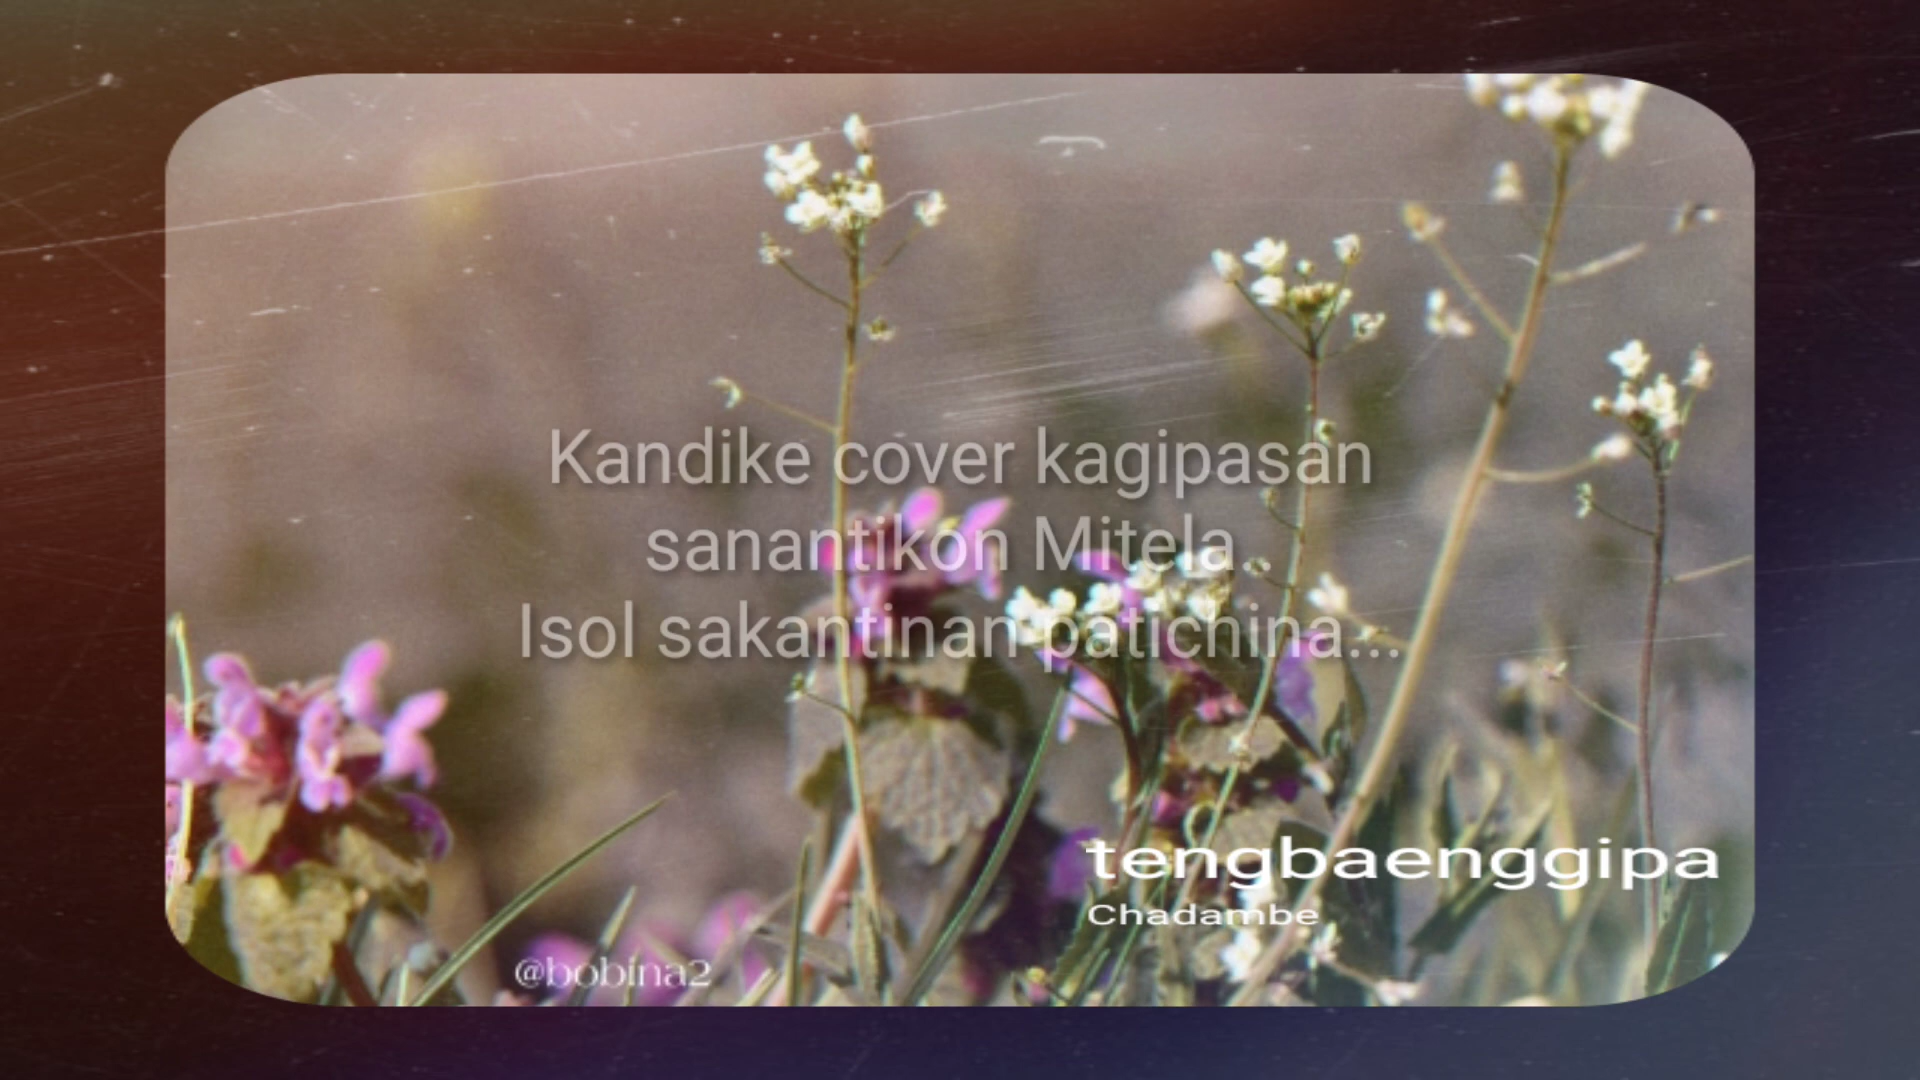 Kandike cover kagipasan
sanantikon Mitela..
Isol sakantinan patichina...
tengbaenggipa
Chadambe
@bobina2